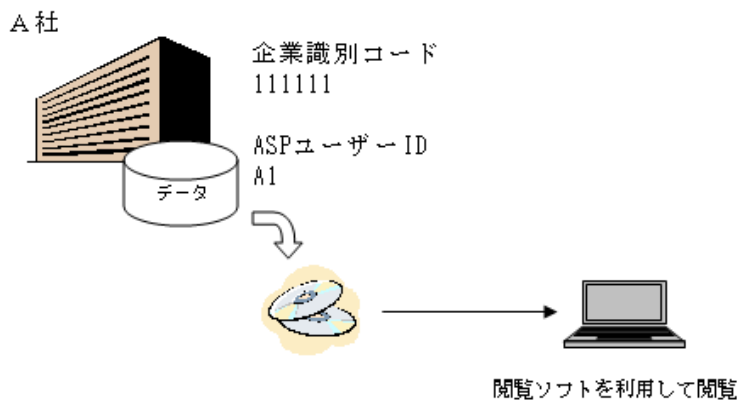 A社
企業識別コード
111111
ASPユーザーID
A1
データ
閲覧ソフトを利用して閲覧